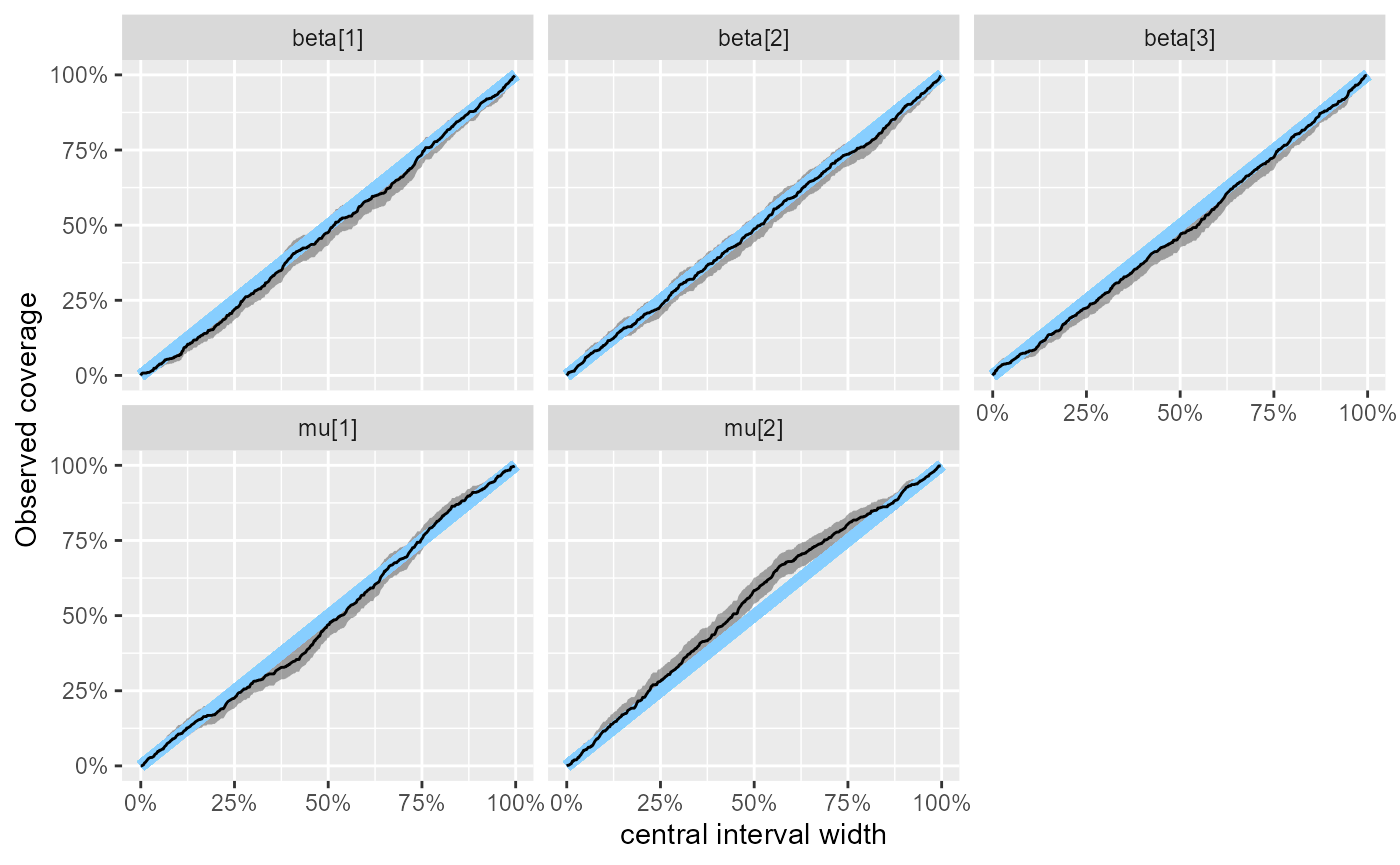 beta[1] beta[2] beta[3]
100%
75%
50%
25%
0%
0% 25% 50% 75% 100%
Observed coverage
mu[1] mu[2]
100%
75%
50%
25%
0%
0% 25% 50% 75% 100% 0% 25% 50% 75% 100%
central interval width